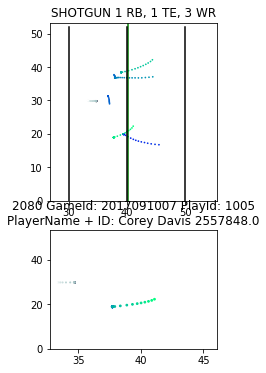 SHOTGUN 1 RB, 1 TE, 3 WR
50
40
30
20
10
0
30 40 50
2080 GameId: 2017091007 PlayId: 1005
PlayerName + ID: Corey Davis 2557848.0
40
20
0
35 40 45